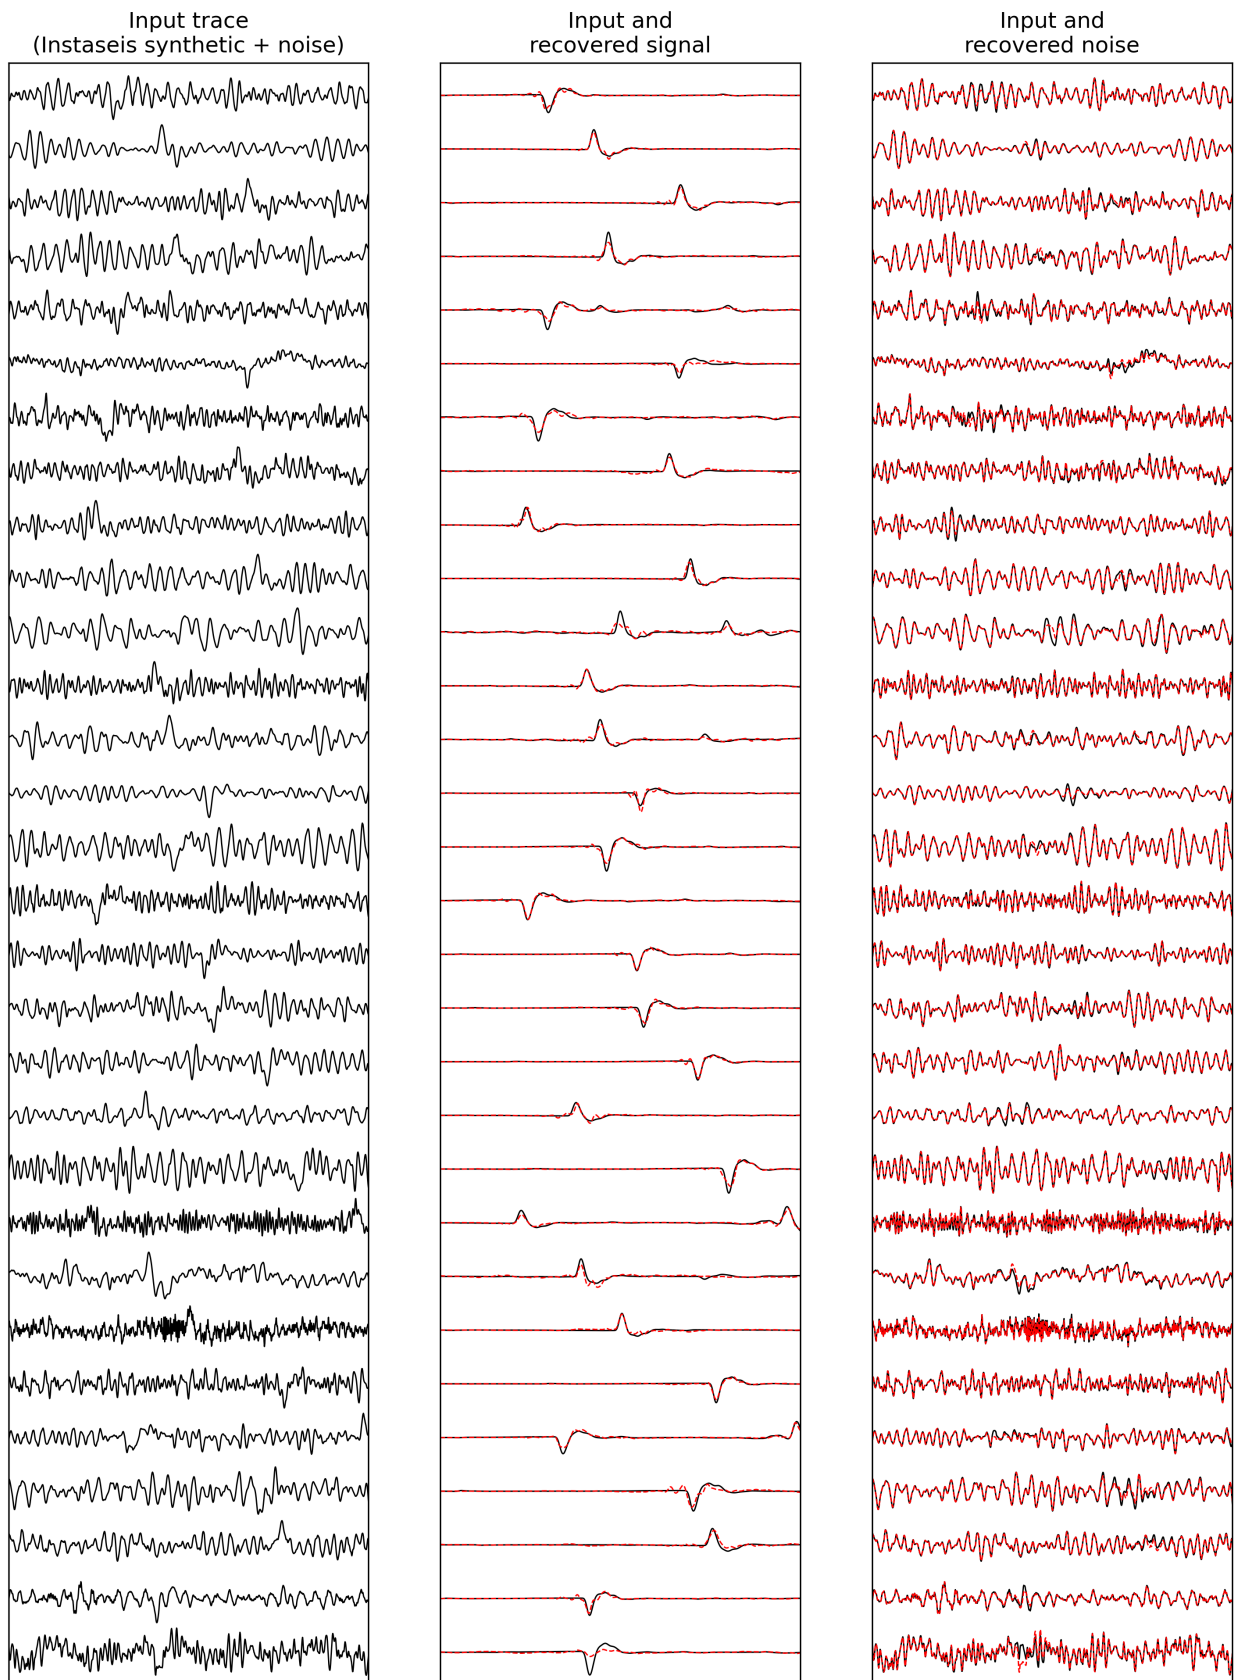 Input trace
(Instaseis synthetic + noise)
Input and
recovered signal
Input and
recovered noise